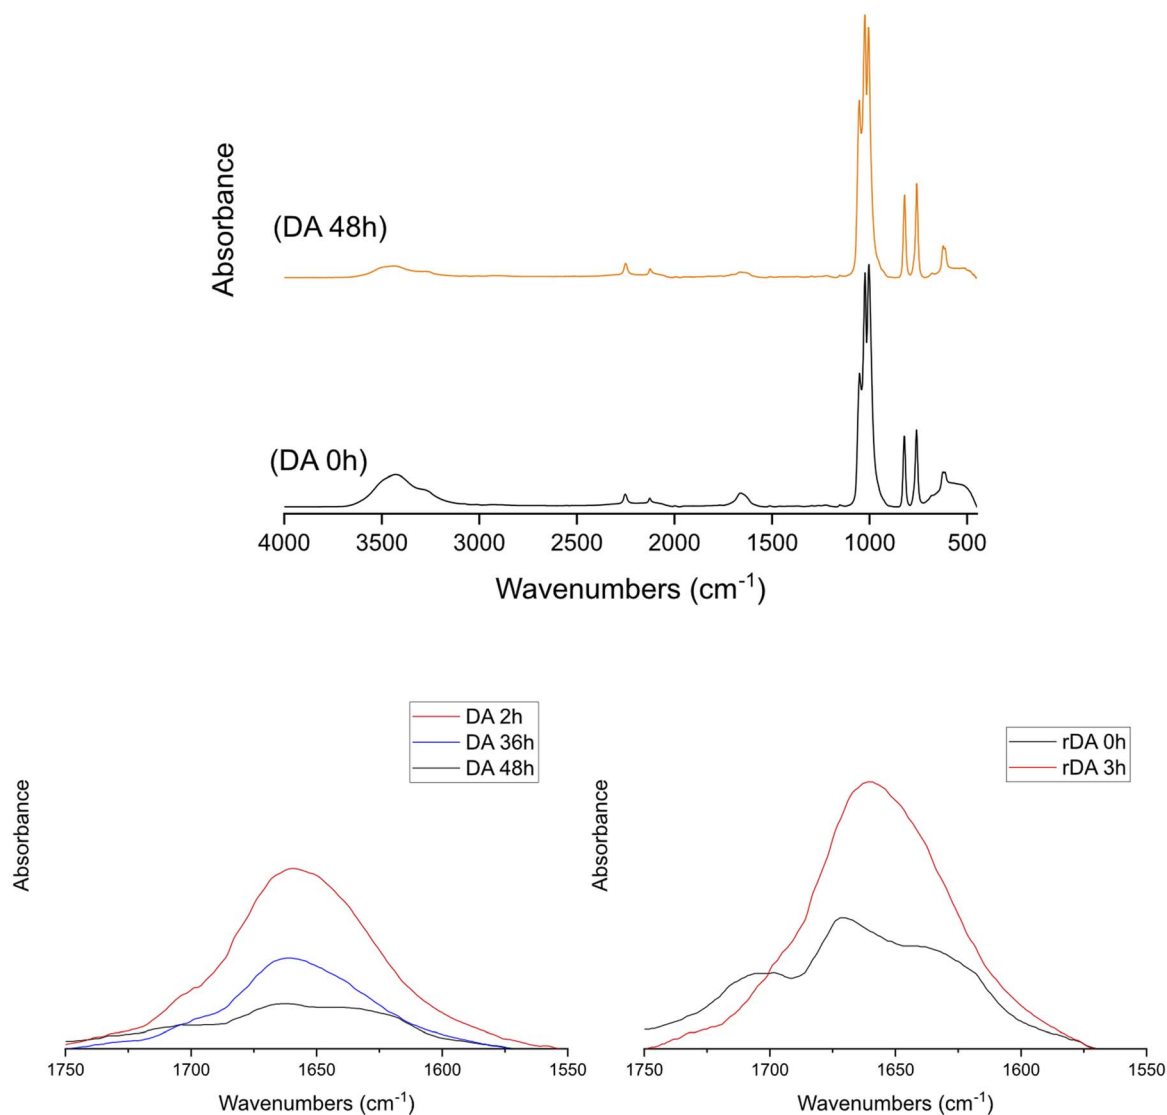 Absorbance
(DA 48h)
(DA 0h)
4000 3500 3000 2500 2000 1500 1000 500
Wavenumbers (cm-1)
DA 2h
DA 36h
DA 48h
Absorbance
1750 1700 1650 1600 1550
Wavenumbers (cm-1)
rDA 0h
rDA 3h
Absorbance
1750 1700 1650 1600 1550
Wavenumbers (cm-1)